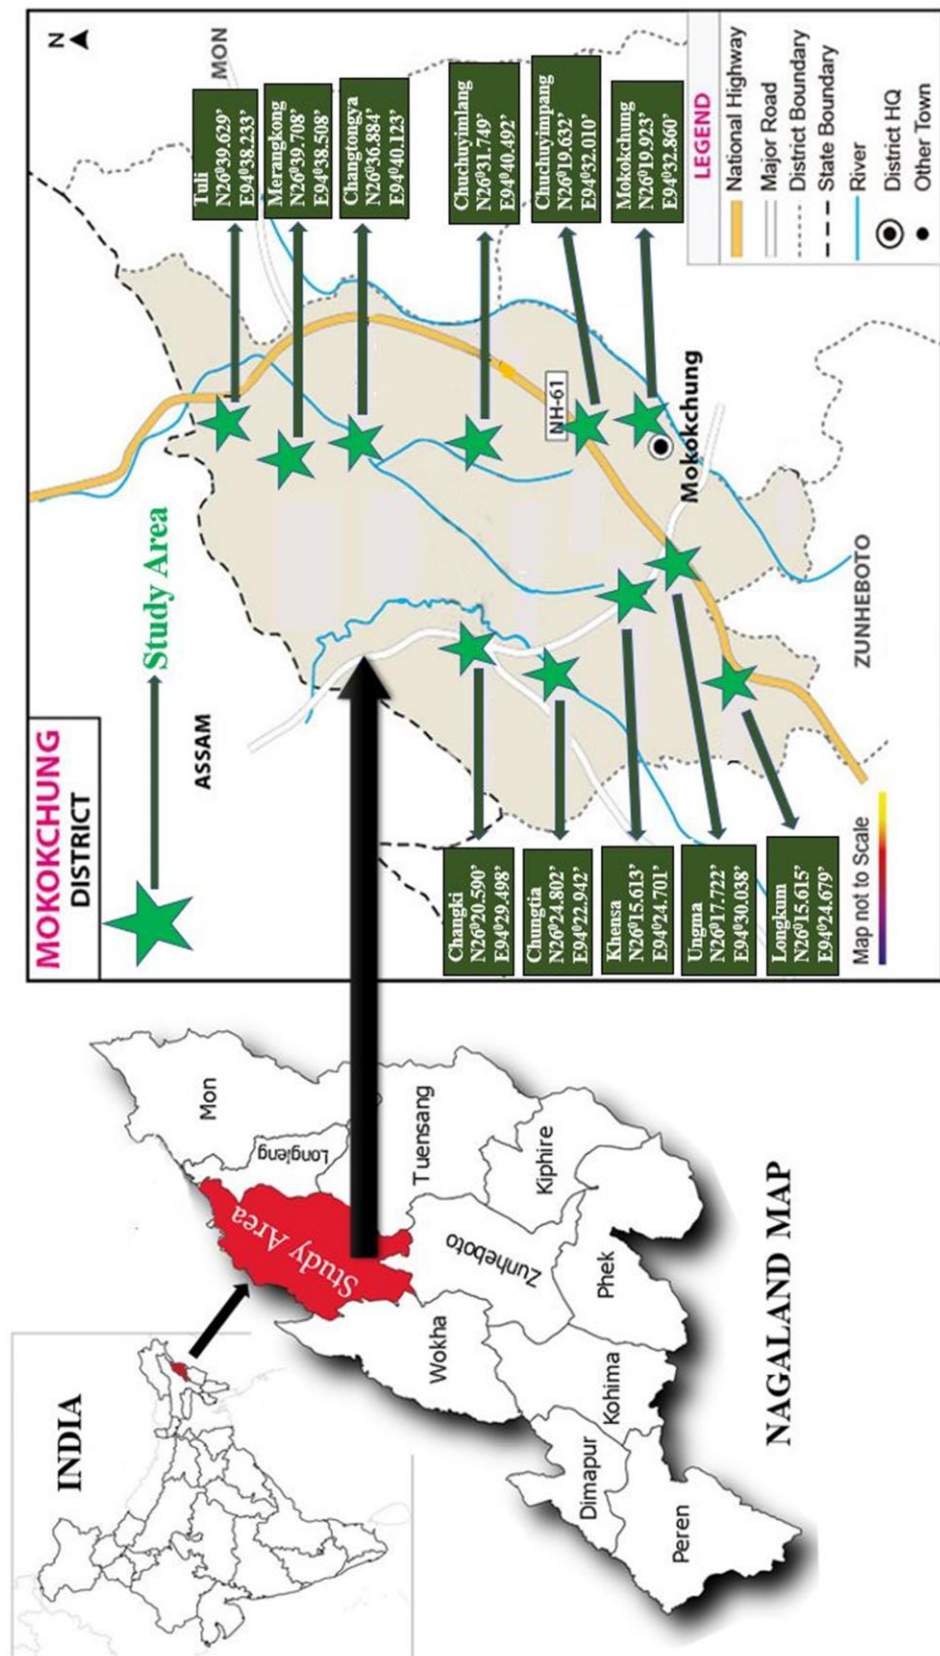 INDIA
NAGALAND MAP
Mon
Longleng
Tuensang
Study Area
Kiphire
Zunheboto
Wokha
Phek
Kohima
Dimapur
Peren
MOKOKCHUNG
DISTRICT
Study Area
N
ASSAM
MON
Tuli
N26⁰39.629’
E94⁰38.233’
Merangkong
N26⁰39.708’
E94⁰38.508’
Changtongya
N26⁰36.884’
E94⁰40.123’
Chuchuyimlang
N26⁰31.749’
E94⁰40.492’
Chuchuyimpang
N26⁰19.632’
E94⁰32.010’
Mokokchung
N26⁰19.923’
E94⁰32.860’
NH-61
Mokokchung
ZUNHEBOTO
Changki
N26⁰20.590’
E94⁰29.498’
Chungtia
N26⁰24.802’
E94⁰22.942’
Khensa
N26⁰15.613’
E94⁰24.701’
Ungma
N26⁰17.722’
E94⁰30.038’
Longkum
N26⁰15.615’
E94⁰24.679’
Map not to Scale
LEGEND
National Highway
Major Road
District Boundary
State Boundary
River
District HQ
Other Town